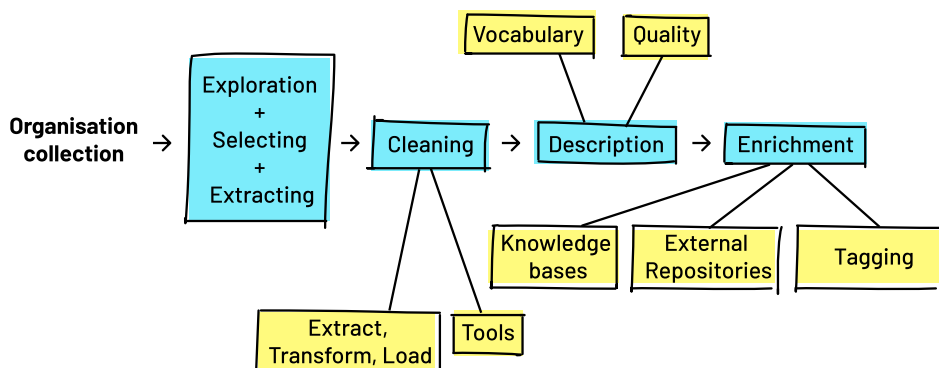 Vocabulary
Quality
Organisation
collection
→
Exploration
+
Selecting
+
Extracting
→
Cleaning
→
Description
→
Enrichment
Knowledge
bases
External
Repositories
Tagging
Extract,
Transform, Load
Tools